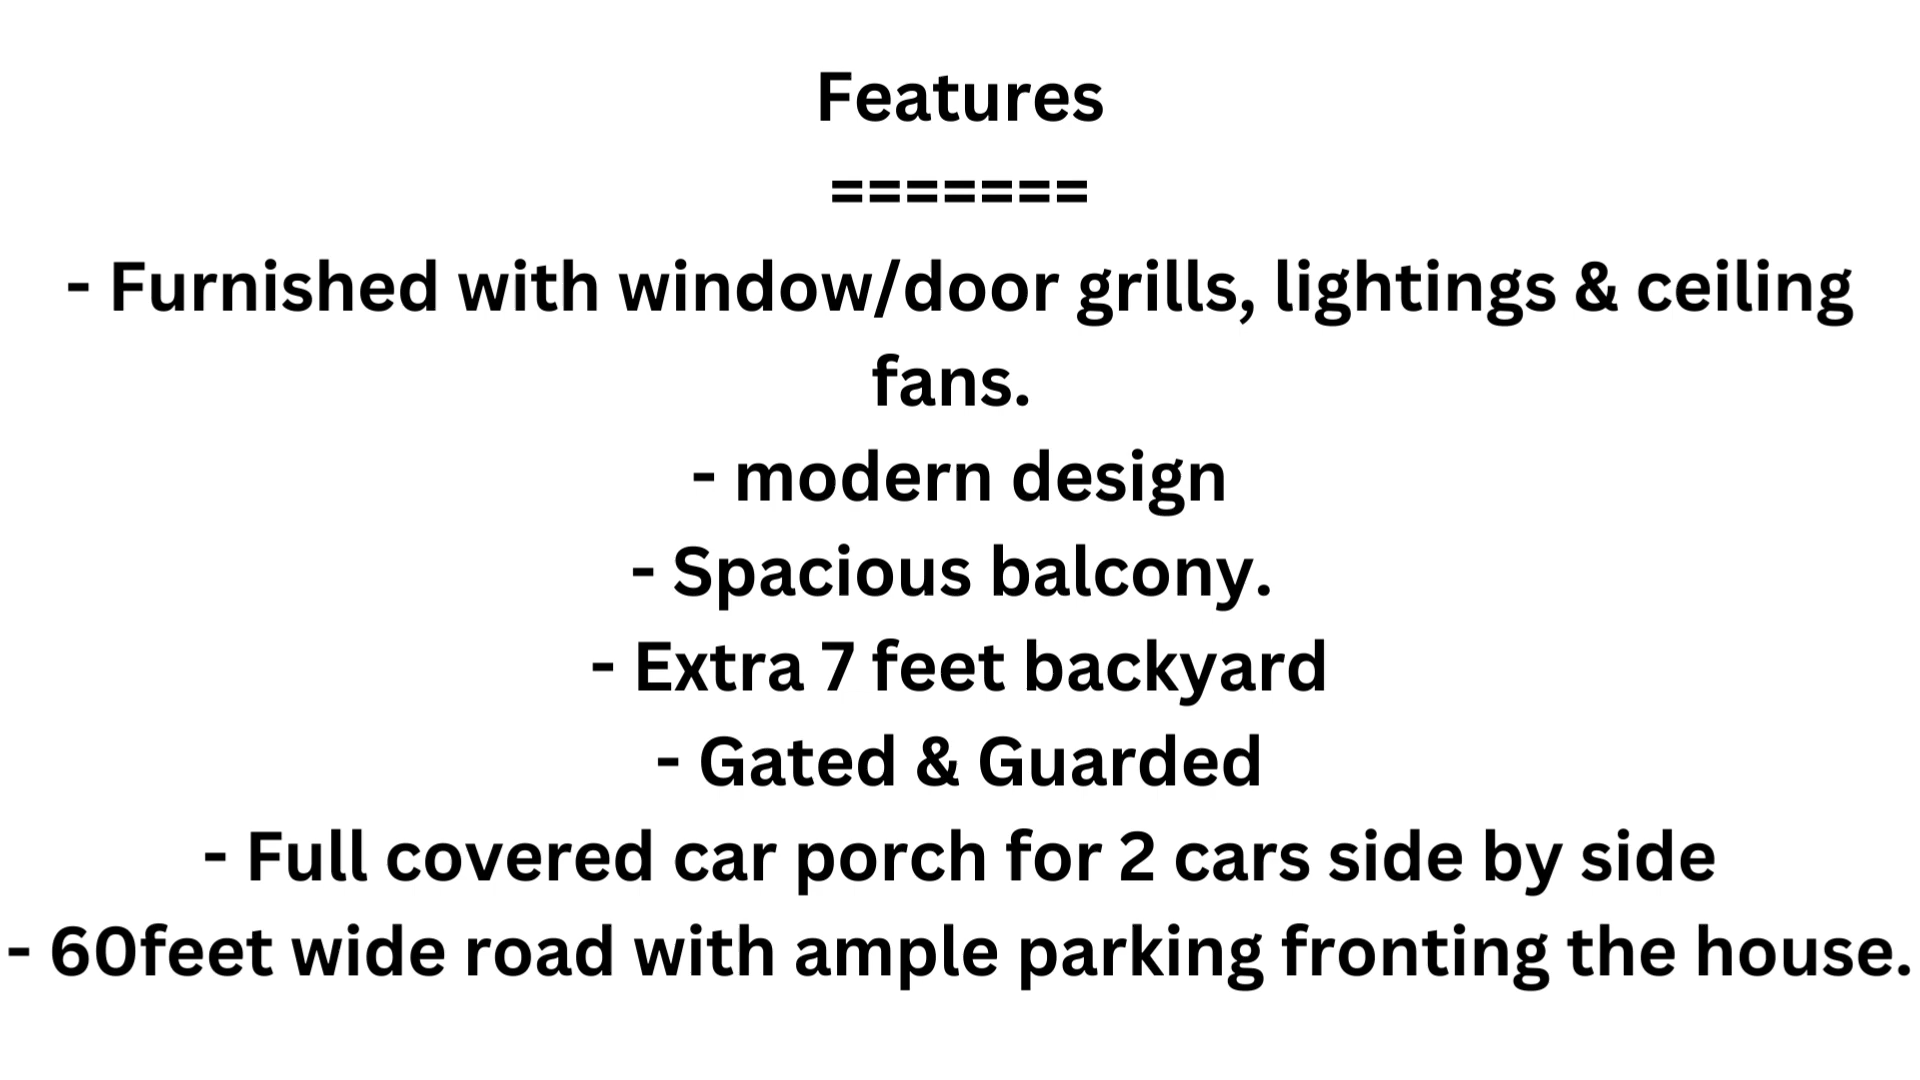 Features
=======
- Furnished with window/door grills, lightings & ceiling
fans.
- modern design
- Spacious balcony.
- Extra 7 feet backyard
- Gated & Guarded
- Full covered car porch for 2 cars side by side
- 60feet wide road with ample parking fronting the house.